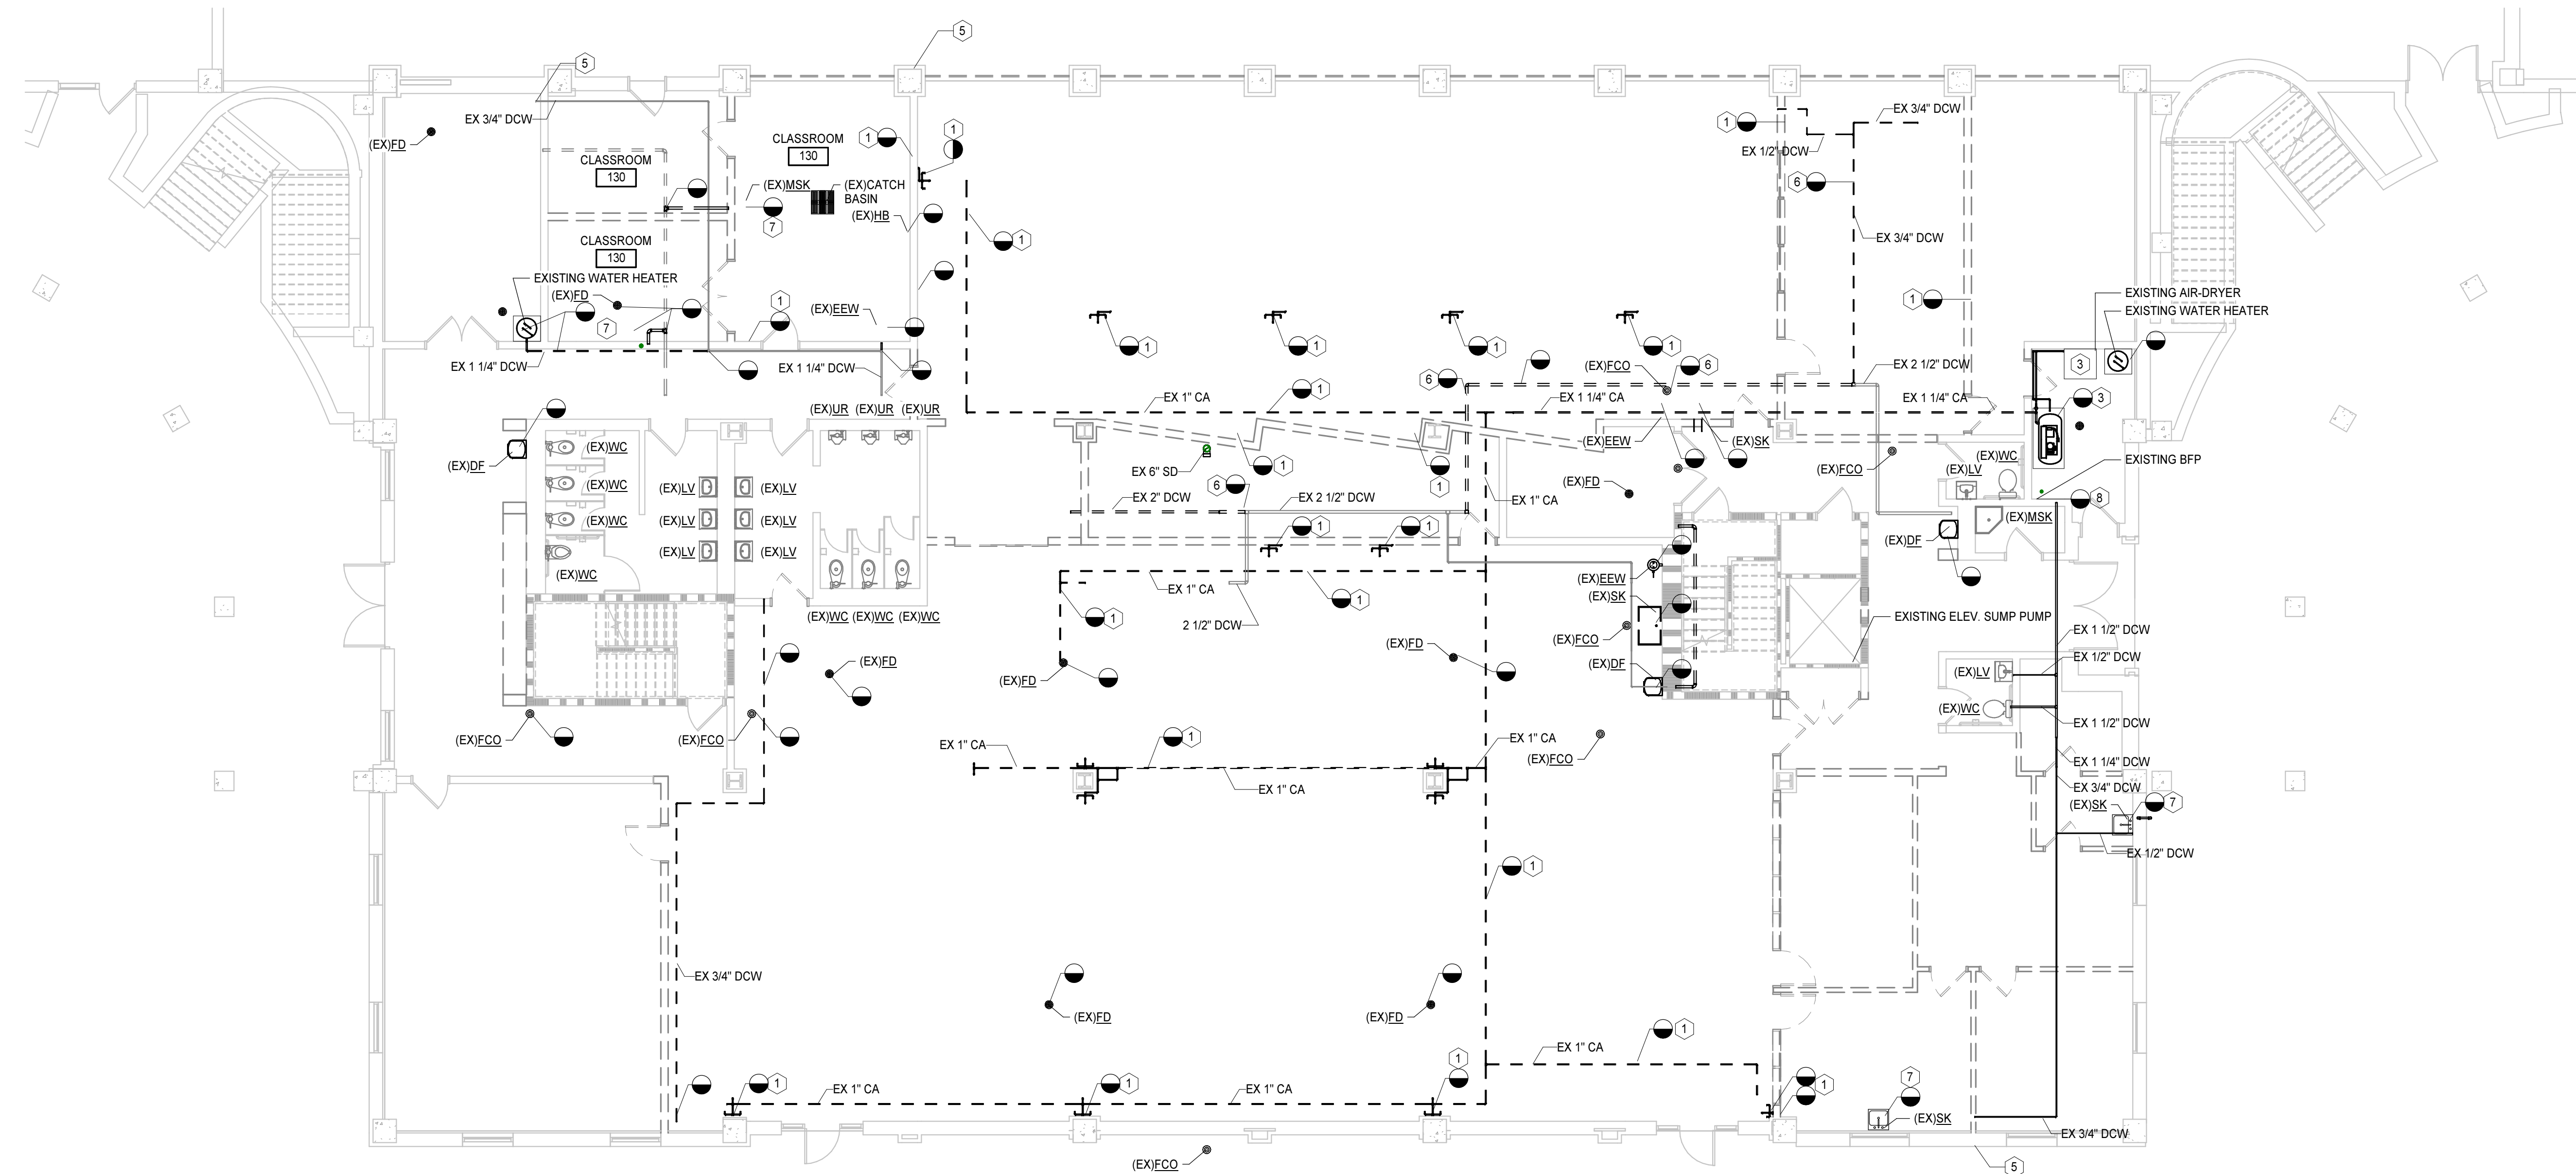 5
5
EX 3/4" DCW
(EX)FD
CLASSROOM
130
CLASSROOM
130
1
1
(EX)MSK
(EX)CATCH
BASIN
(EX)HB
7
1
CLASSROOM
130
EXISTING WATER HEATER
(EX)FD
7
1
(EX)EEW
EX 1 1/4" DCW
EX 1 1/4" DCW
1
EX 3/4" DCW
EX 1/2" DCW
6
EX 3/4" DCW
1
EXISTING AIR-DRYER
EXISTING WATER HEATER
1
1
1
1
(EX)FCO
6
6
EX 2 1/2" DCW
3
EX 1" CA
1
EX 1 1/4" CA
EX 1 1/4" CA
3
(EX)UR
(EX)UR
(EX)UR
(EX)DF
(EX)WC
(EX)WC
(EX)WC
(EX)WC
(EX)LV
(EX)LV
(EX)LV
(EX)LV
(EX)LV
(EX)LV
(EX)WC
(EX)WC
(EX)WC
EX 6" SD
1
1
(EX)EEW
(EX)SK
(EX)FCO
(EX)LV
(EX)WC
EXISTING BFP
8
(EX)FD
6
EX 2" DCW
EX 2 1/2" DCW
EX 1" CA
1
1
(EX)MSK
(EX)DF
EX 1" CA
1
1
2 1/2" DCW
(EX)EEW
(EX)SK
(EX)FCO
(EX)DF
EXISTING ELEV. SUMP PUMP
EX 1 1/2" DCW
EX 1/2" DCW
(EX)LV
(EX)WC
EX 1 1/2" DCW
EX 1 1/4" DCW
EX 3/4" DCW
(EX)SK
7
EX 1/2" DCW
(EX)FD
(EX)FD
(EX)FD
(EX)FCO
(EX)FCO
EX 1" CA
1
EX 1" CA
EX 1" CA
(EX)FCO
1
EX 3/4" DCW
(EX)FD
(EX)FD
1
EX 1" CA
1
EX 1" CA
1
EX 1" CA
1
1
7
(EX)SK
EX 3/4" DCW
(EX)FCO
5